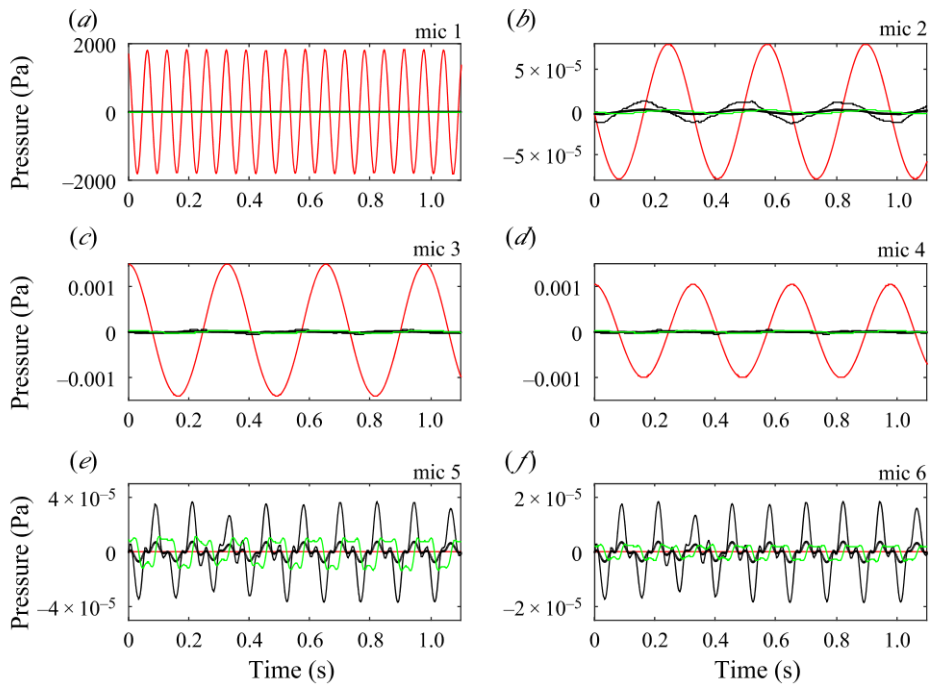 (a) mic 1
2000
0
−2000
Pressure (Pa)
0 0.2 0.4 0.6 0.8 1.0
(b) mic 2
5 × 10⁻⁵
0
−5 × 10⁻⁵
0 0.2 0.4 0.6 0.8 1.0
(c) mic 3
0.001
0
−0.001
Pressure (Pa)
0 0.2 0.4 0.6 0.8 1.0
(d) mic 4
0.001
0
−0.001
0 0.2 0.4 0.6 0.8 1.0
(e) mic 5
4 × 10⁻⁵
0
−4 × 10⁻⁵
Pressure (Pa)
0 0.2 0.4 0.6 0.8 1.0
Time (s)
(f) mic 6
2 × 10⁻⁵
0
−2 × 10⁻⁵
0 0.2 0.4 0.6 0.8 1.0
Time (s)